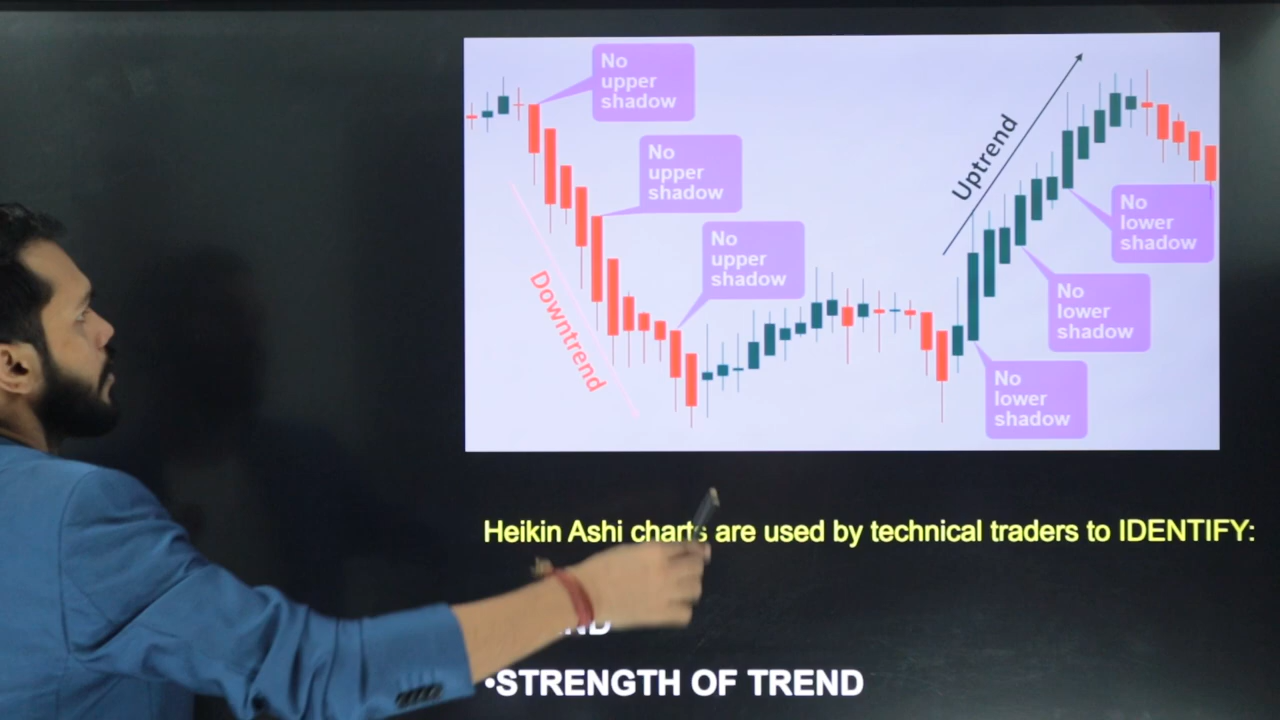 No
upper
shadow
No
upper
shadow
No
upper
shadow
Downtrend
Uptrend
No
lower
shadow
No
lower
shadow
No
lower
shadow
Heikin Ashi charts are used by technical traders to IDENTIFY:
•STRENGTH OF TREND